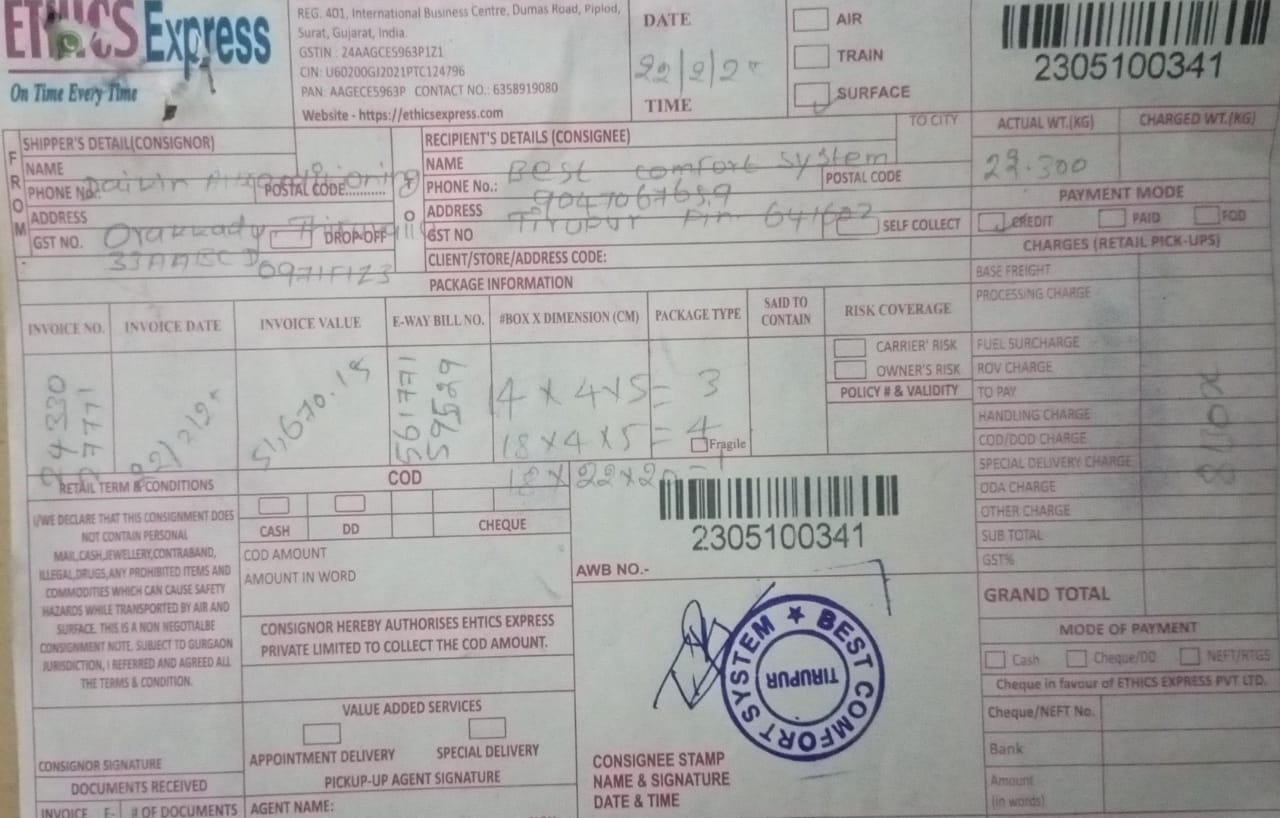 ETHICS Express
On Time Every Time
REG. 401, International Business Centre, Dumas Road, Piplod,
Surat, Gujarat, India.
GSTIN : 24AAGCE5963P1Z1
CIN: U60200GJ2021PTC124796
PAN: AAGECE5963P CONTACT NO.: 6358919080
Website - https://ethicsexpress.com
DATE
22/2/25
TIME
AIR
TRAIN
SURFACE
2305100341
FROM
SHIPPER'S DETAIL(CONSIGNOR)
NAME
Daikin Airconditioning
PHONE No.:
POSTAL CODE...........
ADDRESS
GST NO.
DROP-OFF
33AABCD0971F1Z3
TO
RECIPIENT'S DETAILS (CONSIGNEE)
TO CITY
NAME
Best comfort system
PHONE No.:
9047067659
POSTAL CODE
ADDRESS
Tirupur Pin 641602
GST NO
SELF COLLECT
CLIENT/STORE/ADDRESS CODE:
ACTUAL WT.(KG)
CHARGED WT.(KG)
PAYMENT MODE
CREDIT
PAID
FOD
CHARGES (RETAIL PICK-UPS)
PACKAGE INFORMATION
INVOICE NO.
INVOICE DATE
INVOICE VALUE
E-WAY BILL NO.
#BOX X DIMENSION (CM)
PACKAGE TYPE
SAID TO CONTAIN
RISK COVERAGE
22/2/25
51,670.18
561771
59529
4 x 4 x 5 = 3
18 x 4 x 5 = 4
Fragile
CARRIER' RISK
OWNER'S RISK
POLICY # & VALIDITY
BASE FREIGHT
PROCESSING CHARGE
FUEL SURCHARGE
ROV CHARGE
TO PAY
HANDLING CHARGE
COD/DOD CHARGE
SPECIAL DELIVERY CHARGE
ODA CHARGE
OTHER CHARGE
SUB TOTAL
GST%
GRAND TOTAL
RETAIL TERM & CONDITIONS
I/WE DECLARE THAT THIS CONSIGNMENT DOES
NOT CONTAIN PERSONAL
MAIL,CASH,JEWELLERY,CONTRABAND,
ILLEGAL,DRUGS,ANY PROHIBITED ITEMS AND
COMMODITIES WHICH CAN CAUSE SAFETY
HAZARDS WHILE TRANSPORTED BY AIR AND
SURFACE. THIS IS A NON NEGOTIALBE
CONSIGNMENT NOTE. SUBJECT TO GURGAON
JURISDICTION, I REFERRED AND AGREED ALL
THE TERMS & CONDITION.
CONSIGNOR SIGNATURE
DOCUMENTS RECEIVED
INVOICE E- # OF DOCUMENTS
COD
CASH
DD
CHEQUE
COD AMOUNT
AMOUNT IN WORD
CONSIGNOR HEREBY AUTHORISES EHTICS EXPRESS
PRIVATE LIMITED TO COLLECT THE COD AMOUNT.
VALUE ADDED SERVICES
APPOINTMENT DELIVERY
SPECIAL DELIVERY
PICKUP-UP AGENT SIGNATURE
AGENT NAME:
2305100341
AWB NO.-
BEST COMFORT SYSTEM
TIRUPUR
CONSIGNEE STAMP
NAME & SIGNATURE
DATE & TIME
MODE OF PAYMENT
Cash
Cheque/DD
NEFT/RTGS
Cheque in favour of ETHICS EXPRESS PVT LTD.
Cheque/NEFT No.
Bank
Amount
(in words)